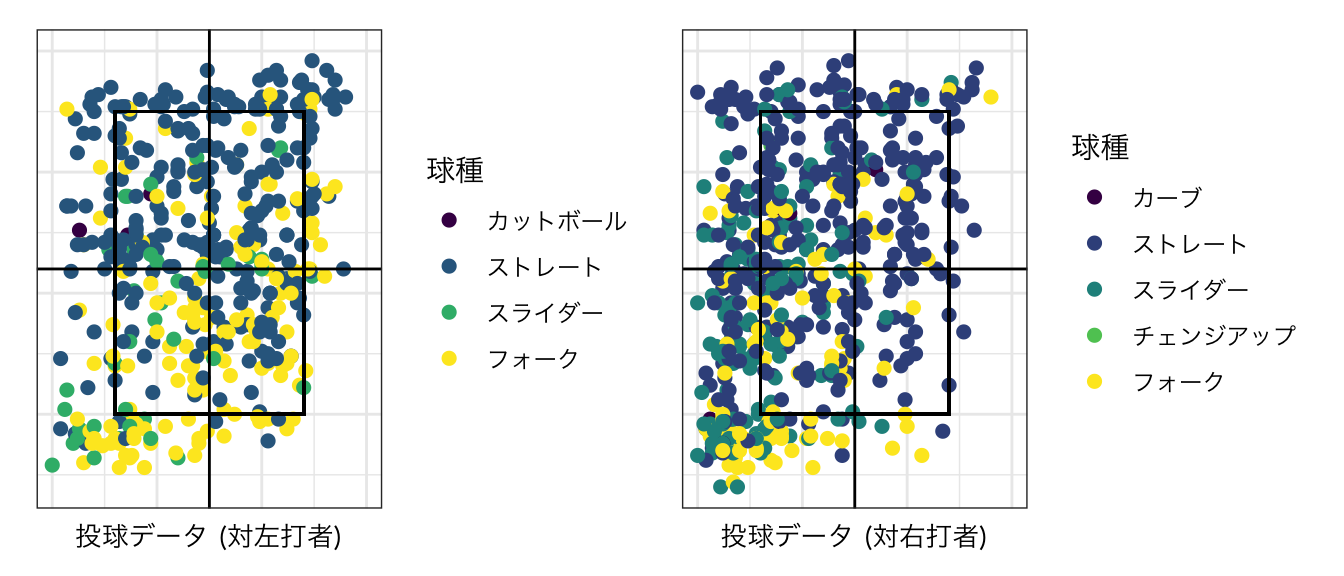 球種
カットボール
ストレート
スライダー
フォーク
投球データ (対左打者)
球種
カーブ
ストレート
スライダー
チェンジアップ
フォーク
投球データ (対右打者)